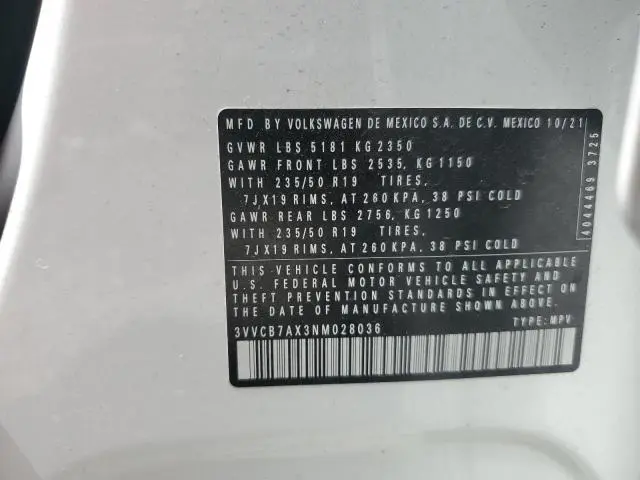 MFD BY VOLKSWAGEN DE MEXICO S.A. DE C.V. MEXICO 10/21
GVWR LBS 5181 KG 2350
GAWR FRONT LBS 2535, KG 1150
WITH 235/50 R19 TIRES,
7JX19 RIMS, AT 260 KPA, 38 PSI COLD
GAWR REAR LBS 2756, KG 1250
WITH 235/50 R19 TIRES,
7JX19 RIMS, AT 260 KPA, 38 PSI COLD
THIS VEHICLE CONFORMS TO ALL APPLICABLE
U.S. FEDERAL MOTOR VEHICLE SAFETY AND
THEFT PREVENTION STANDARDS IN EFFECT ON
THE DATE OF MANUFACTURE SHOWN ABOVE.
3VVCB7AX3NM028036 TYPE: MPV
4044469 3725